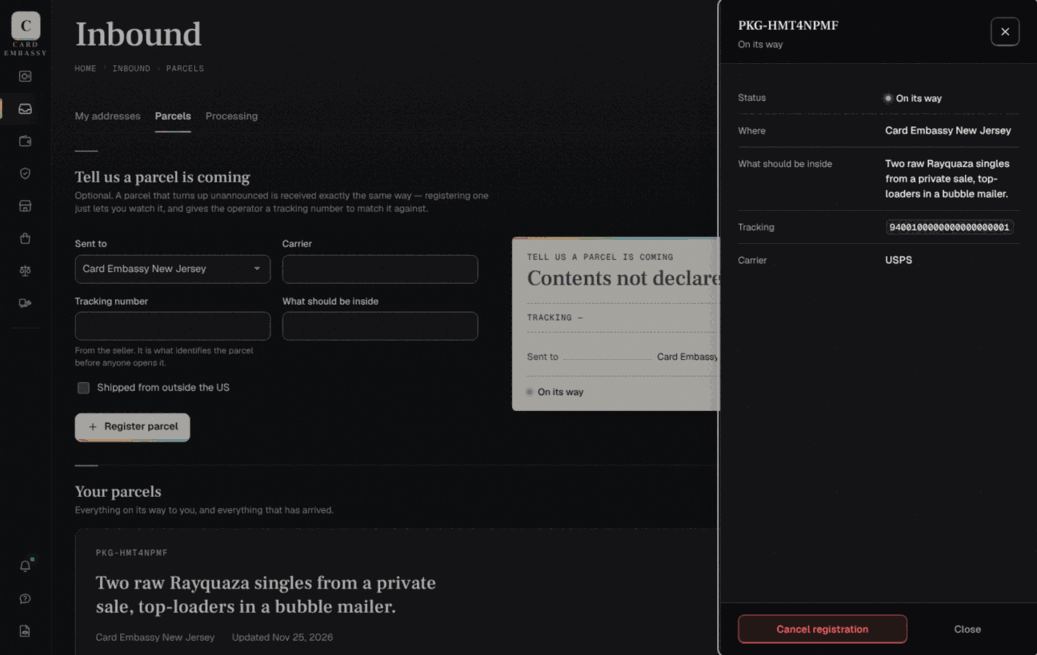 C
CARD
EMBASSY
Inbound
HOME › INBOUND › PARCELS
My addresses Parcels Processing
Tell us a parcel is coming
Optional. A parcel that turns up unannounced is received exactly the same way — registering one
just lets you watch it, and gives the operator a tracking number to match it against.
Sent to Carrier
Card Embassy New Jersey
Tracking number What should be inside
From the seller. It is what identifies the parcel
before anyone opens it.
Shipped from outside the US
+ Register parcel
TELL US A PARCEL IS COMING
Contents not declare
TRACKING —
Sent to Card Embassy
On its way
Your parcels
Everything on its way to you, and everything that has arrived.
PKG-HMT4NPMF
Two raw Rayquaza singles from a private
sale, top-loaders in a bubble mailer.
Card Embassy New Jersey Updated Nov 25, 2026
PKG-HMT4NPMF
On its way
Status On its way
Where Card Embassy New Jersey
What should be inside Two raw Rayquaza singles
from a private sale, top-
loaders in a bubble mailer.
Tracking 9400100000000000000001
Carrier USPS
Cancel registration Close